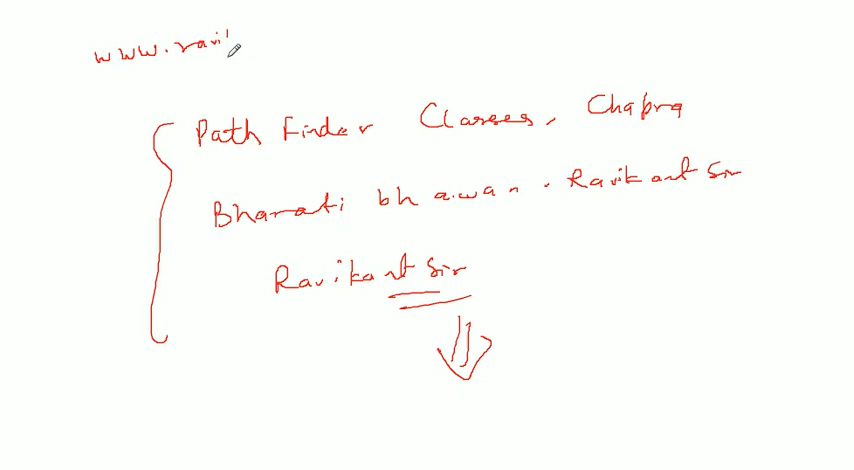 www.ravi
Path Finder Classes, Chapra
Bharati bhawan. Ravikant Sir
Ravikant Sir